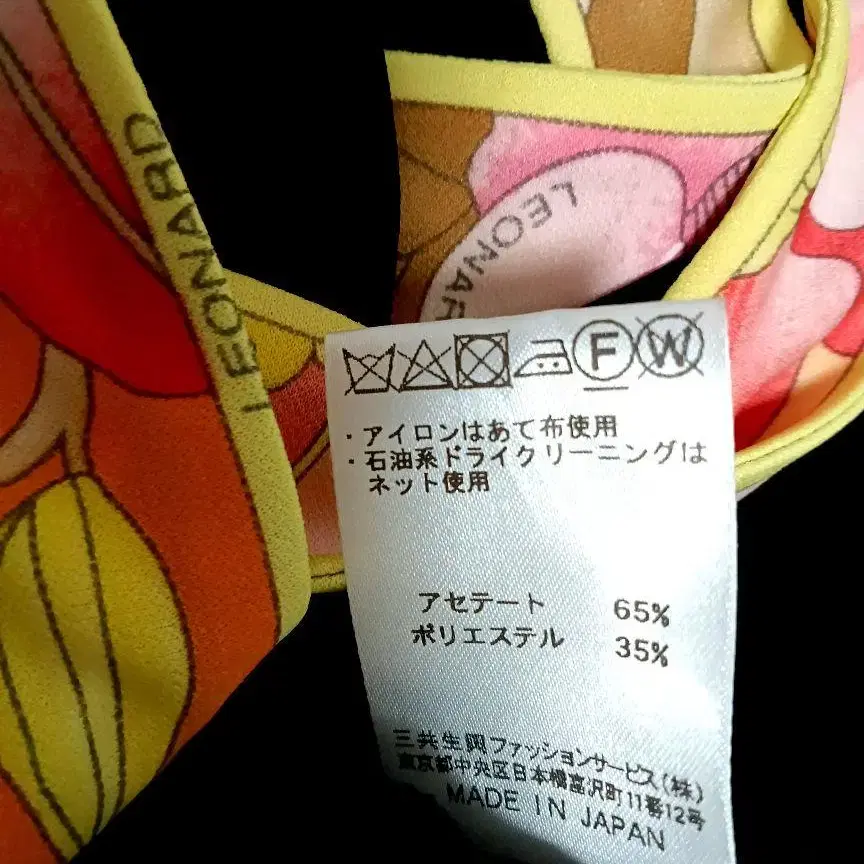 LEONARD
LEONAR
F W
・アイロンはあて布使用
・石油系ドライクリーニングは
ネット使用
アセテート 65%
ポリエステル 35%
三共生興ファッションサービス(株)
東京都中央区日本橋富沢町11番12号
MADE IN JAPAN